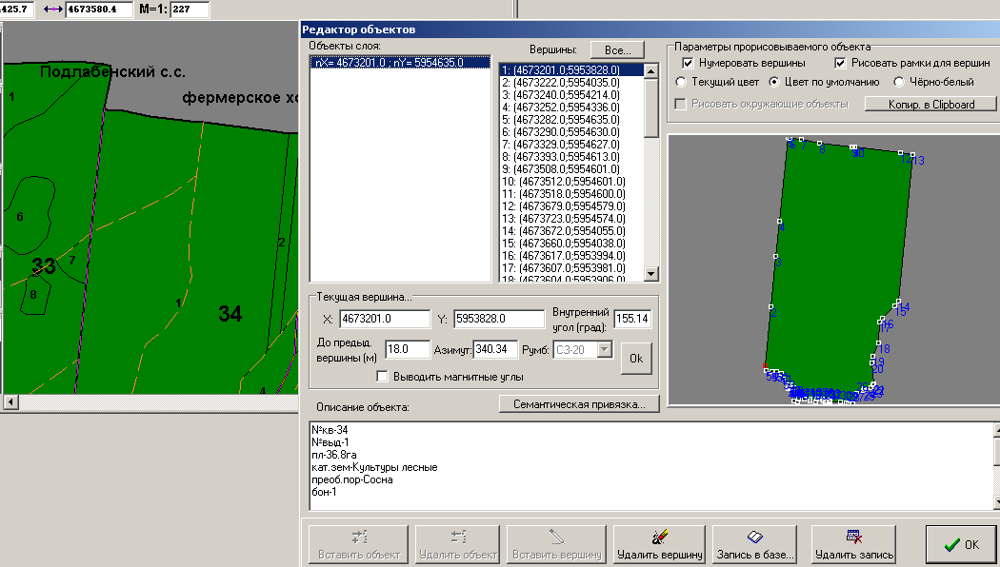 425.7 4673580.4 М=1: 227
Подлабенский с.с.
фермерское хо
1
6
33
7
8
1
34
2
4
Редактор объектов
Объекты слоя:
nX= 4673201.0 ; nY= 5954635.0
Вершины:
Все...
1: (4673201.0;5953828.0)
2: (4673222.0;5954035.0)
3: (4673240.0;5954214.0)
4: (4673252.0;5954336.0)
5: (4673282.0;5954635.0)
6: (4673290.0;5954630.0)
7: (4673329.0;5954627.0)
8: (4673393.0;5954613.0)
9: (4673508.0;5954601.0)
10: (4673512.0;5954601.0)
11: (4673518.0;5954600.0)
12: (4673679.0;5954579.0)
13: (4673723.0;5954574.0)
14: (4673672.0;5954055.0)
15: (4673660.0;5954038.0)
16: (4673617.0;5953994.0)
17: (4673607.0;5953981.0)
18: (4673604.0;5953906.0)
Параметры прорисовываемого объекта
Нумеровать вершины
Рисовать рамки для вершин
Текущий цвет
Цвет по умолчанию
Чёрно-белый
Рисовать окружающие объекты
Копир. в Clipboard
7
8
12
13
4
2
14
15
16
17
18
19
20
Текущая вершина...
X: 4673201.0 Y: 5953828.0
Внутренний
угол (град):
155.14
До предыд.
вершины (м)
18.0
Азимут: 340.34
Румб: СЗ-20
Ok
Выводить магнитные углы
Описание объекта:
Семантическая привязка...
№кв-34
№выд-1
пл-36.8га
кат.зем-Культуры лесные
преоб.пор-Сосна
бон-1
Вставить объект
Удалить объект
Вставить вершину
Удалить вершину
Запись в базе...
Удалить запись
OK